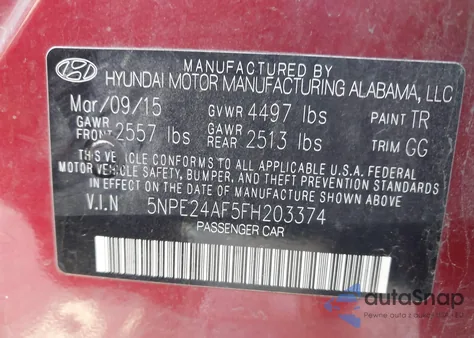 MANUFACTURED BY
HYUNDAI MOTOR MANUFACTURING ALABAMA, LLC
Mar/09/15 GVWR 4497 lbs PAINT TR
GAWR FRONT 2557 lbs GAWR REAR 2513 lbs TRIM GG
THIS VEHICLE CONFORMS TO ALL APPLICABLE U.S.A. FEDERAL
MOTOR VEHICLE SAFETY, BUMPER, AND THEFT PREVENTION STANDARDS
IN EFFECT ON THE DATE OF MANUFACTURE SHOWN ABOVE.
V.I.N 5NPE24AF5FH203374
PASSENGER CAR
autoSnap
Pewne auta z